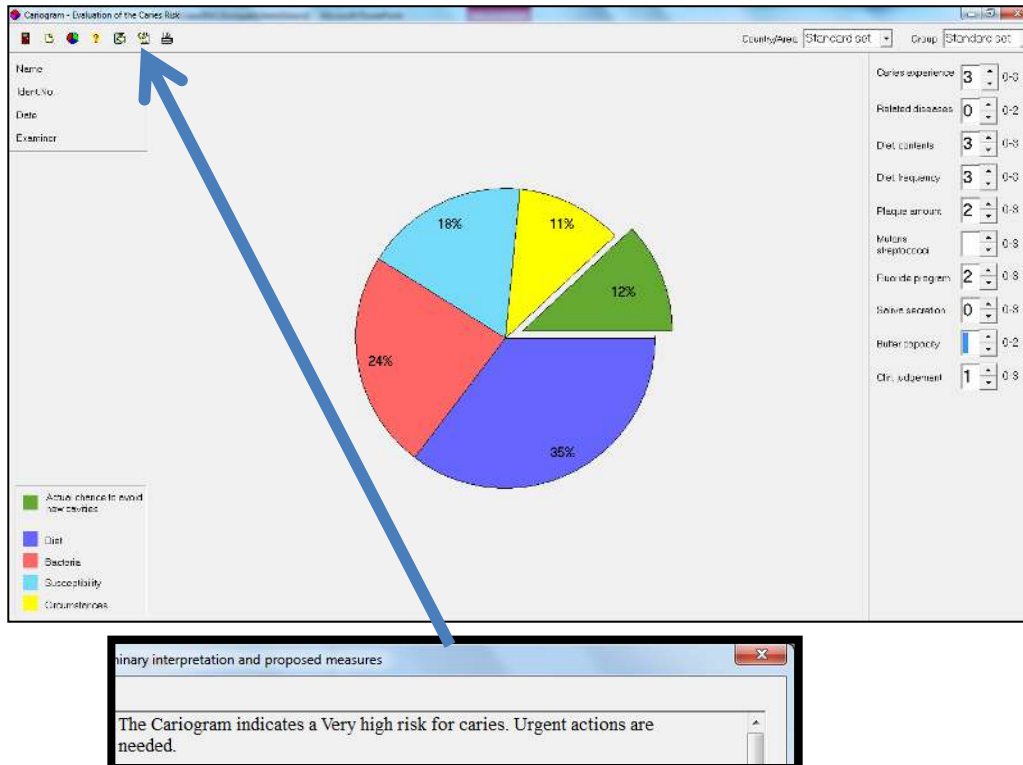 Cariogram - Evaluation of the Caries Risk
Country/Area Standard set Group Standard set
Name
Ident.No.
Date
Examiner
Caries experience 3 0-3
Related diseases 0 0-2
Diet, contents 3 0-3
Diet, frequency 3 0-3
Plaque amount 2 0-3
Mutans streptococci 0-3
Fluoride program 2 0-3
Saliva secretion 0 0-3
Buffer capacity 0-2
Clin. judgement 1 0-3
18%
11%
12%
24%
35%
Actual chance to avoid
new cavities
Diet
Bacteria
Susceptibility
Circumstances
interpretation and proposed measures
The Cariogram indicates a Very high risk for caries. Urgent actions are
needed.